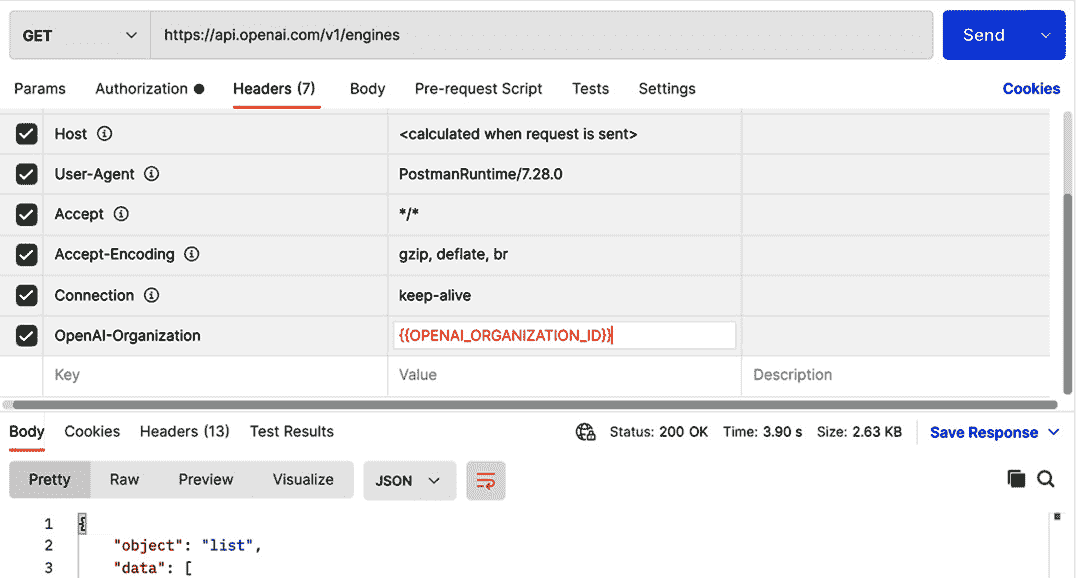 GET https://api.openai.com/v1/engines Send
Params Authorization Headers (7) Body Pre-request Script Tests Settings Cookies
Host <calculated when request is sent>
User-Agent PostmanRuntime/7.28.0
Accept */*
Accept-Encoding gzip, deflate, br
Connection keep-alive
OpenAI-Organization {{OPENAI_ORGANIZATION_ID}}
Key Value Description
Body Cookies Headers (13) Test Results Status: 200 OK Time: 3.90 s Size: 2.63 KB Save Response
Pretty Raw Preview Visualize JSON
1 {
2 "object": "list",
3 "data": [